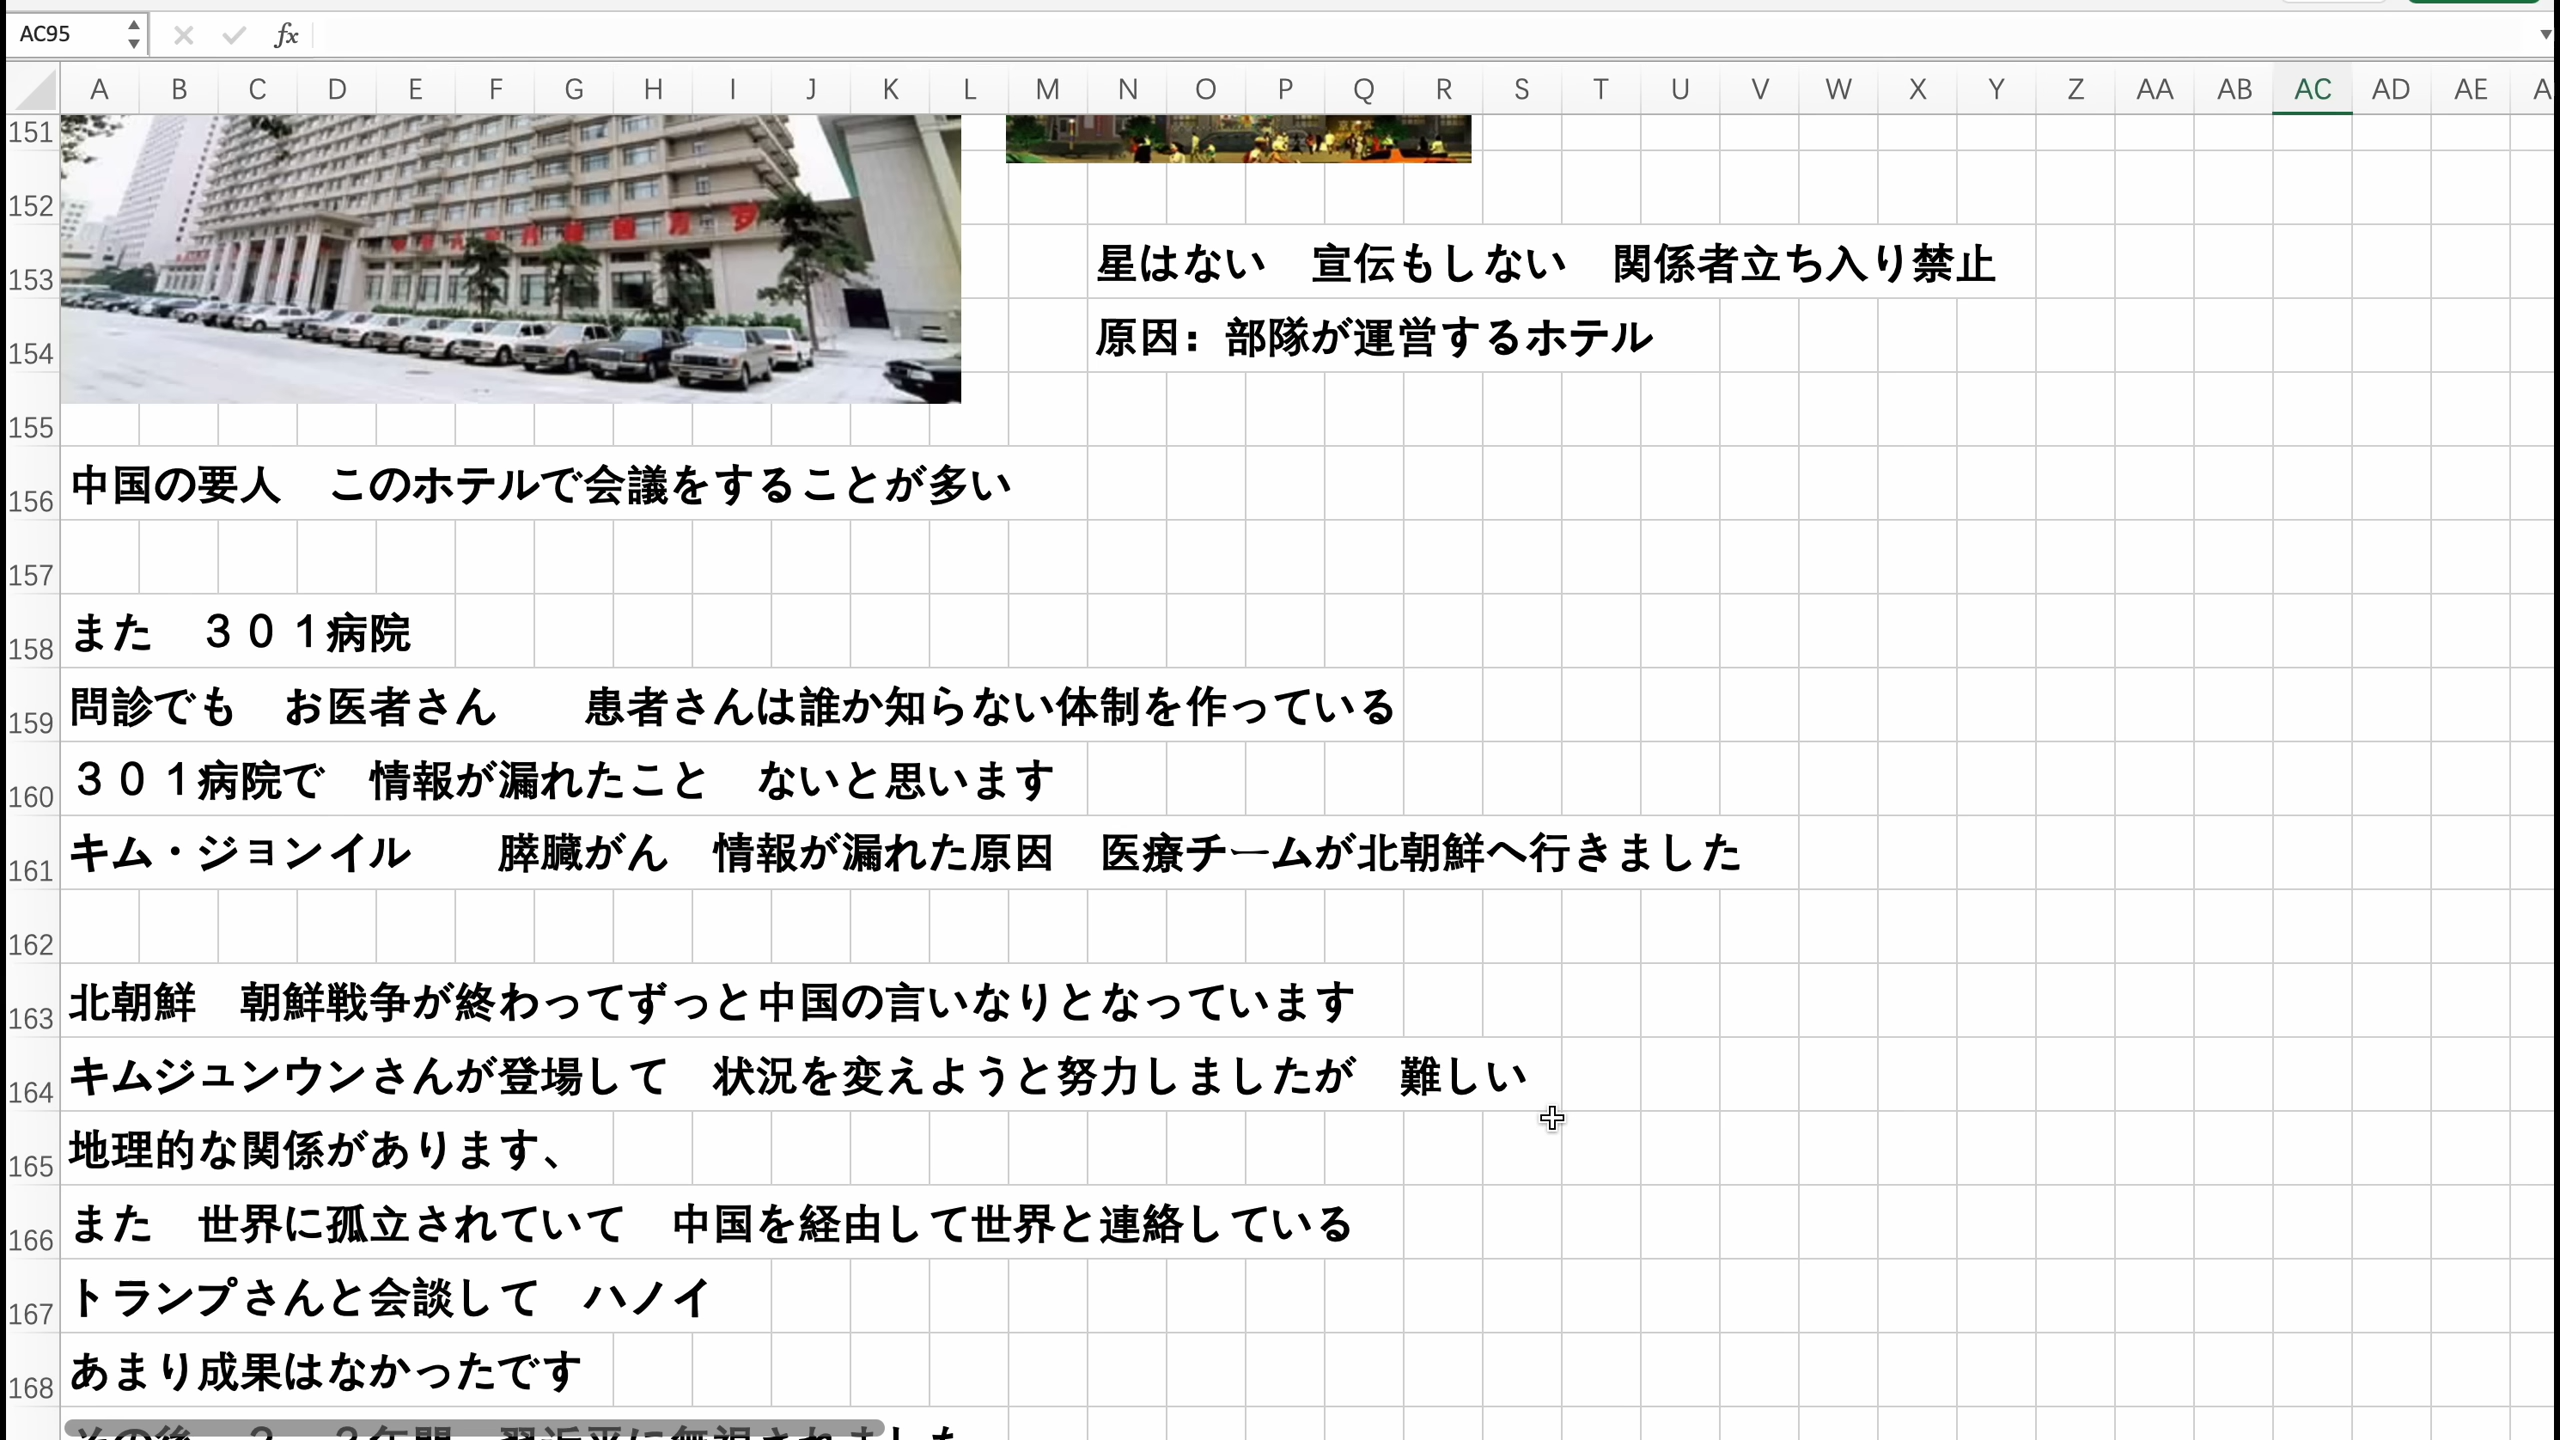 AC95
fx
A B C D E F G H I J K L M N O P Q R S T U V W X Y Z AA AB AC AD AE A
151
152
153 星はない　宣伝もしない　関係者立ち入り禁止
154 原因：部隊が運営するホテル
155
156 中国の要人　このホテルで会議をすることが多い
157
158 また　３０１病院
159 問診でも　お医者さん　　患者さんは誰か知らない体制を作っている
160 ３０１病院で　情報が漏れたこと　ないと思います
161 キム・ジョンイル　　膵臓がん　情報が漏れた原因　医療チームが北朝鮮へ行きました
162
163 北朝鮮　朝鮮戦争が終わってずっと中国の言いなりとなっています
164 キムジュンウンさんが登場して　状況を変えようと努力しましたが　難しい
165 地理的な関係があります、
166 また　世界に孤立されていて　中国を経由して世界と連絡している
167 トランプさんと会談して　ハノイ
168 あまり成果はなかったです